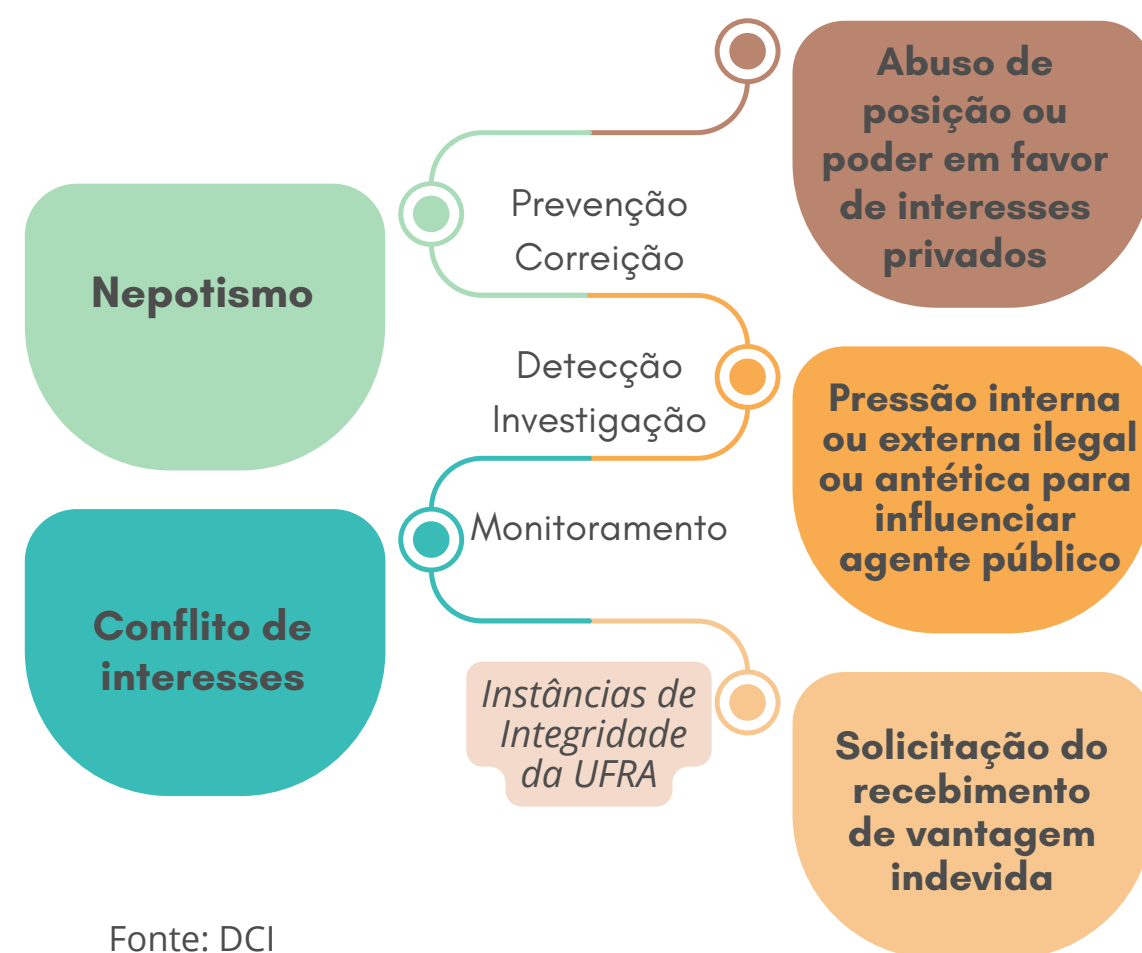 Abuso de
posição ou
poder em favor
de interesses
privados
Nepotismo
Prevenção
Correição
Detecção
Investigação
Pressão interna
ou externa ilegal
ou antética para
influenciar
agente público
Monitoramento
Conflito de
interesses
Instâncias de
Integridade
da UFRA
Solicitação do
recebimento
de vantagem
indevida
Fonte: DCI